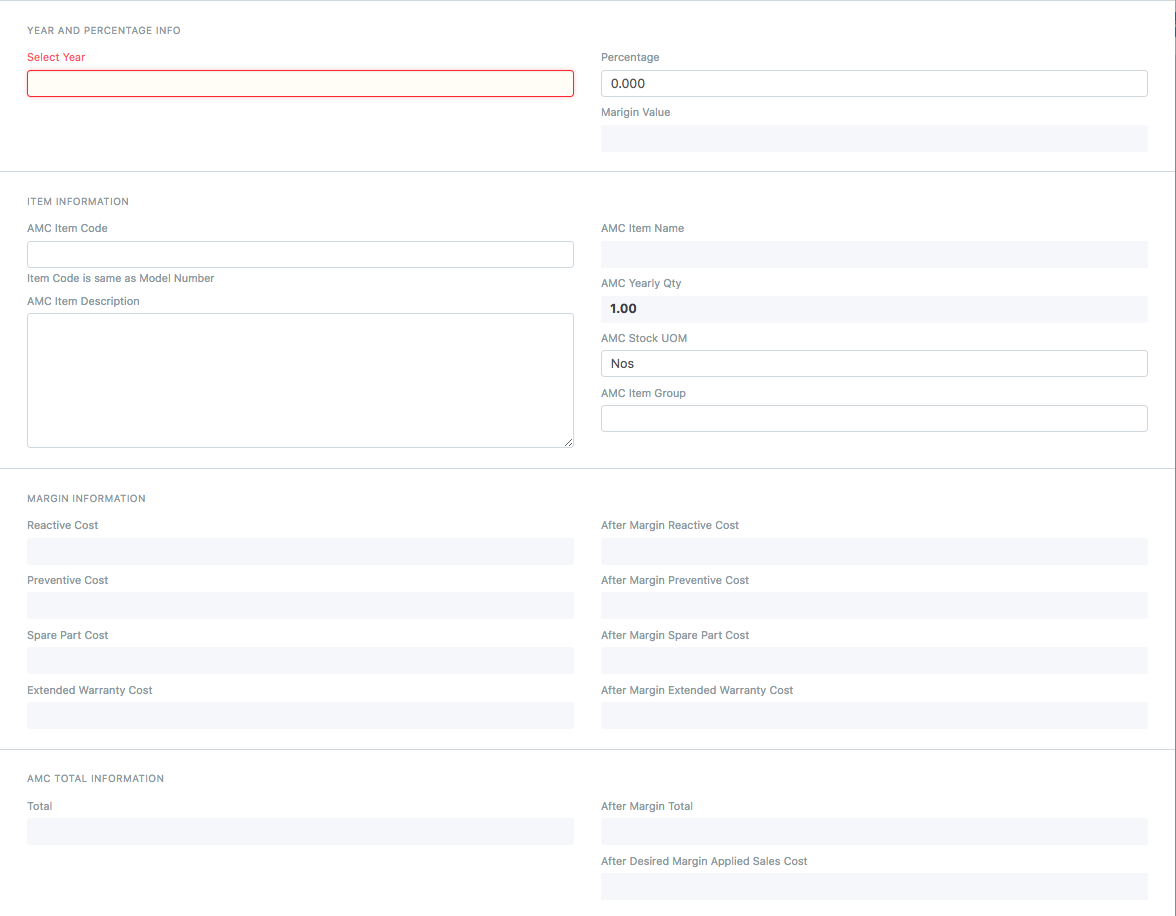 YEAR AND PERCENTAGE INFO
Select Year
Percentage
0.000
Marigin Value
ITEM INFORMATION
AMC Item Code
Item Code is same as Model Number
AMC Item Description
AMC Item Name
AMC Yearly Qty
1.00
AMC Stock UOM
Nos
AMC Item Group
MARGIN INFORMATION
Reactive Cost
After Margin Reactive Cost
Preventive Cost
After Margin Preventive Cost
Spare Part Cost
After Margin Spare Part Cost
Extended Warranty Cost
After Margin Extended Warranty Cost
AMC TOTAL INFORMATION
Total
After Margin Total
After Desired Margin Applied Sales Cost